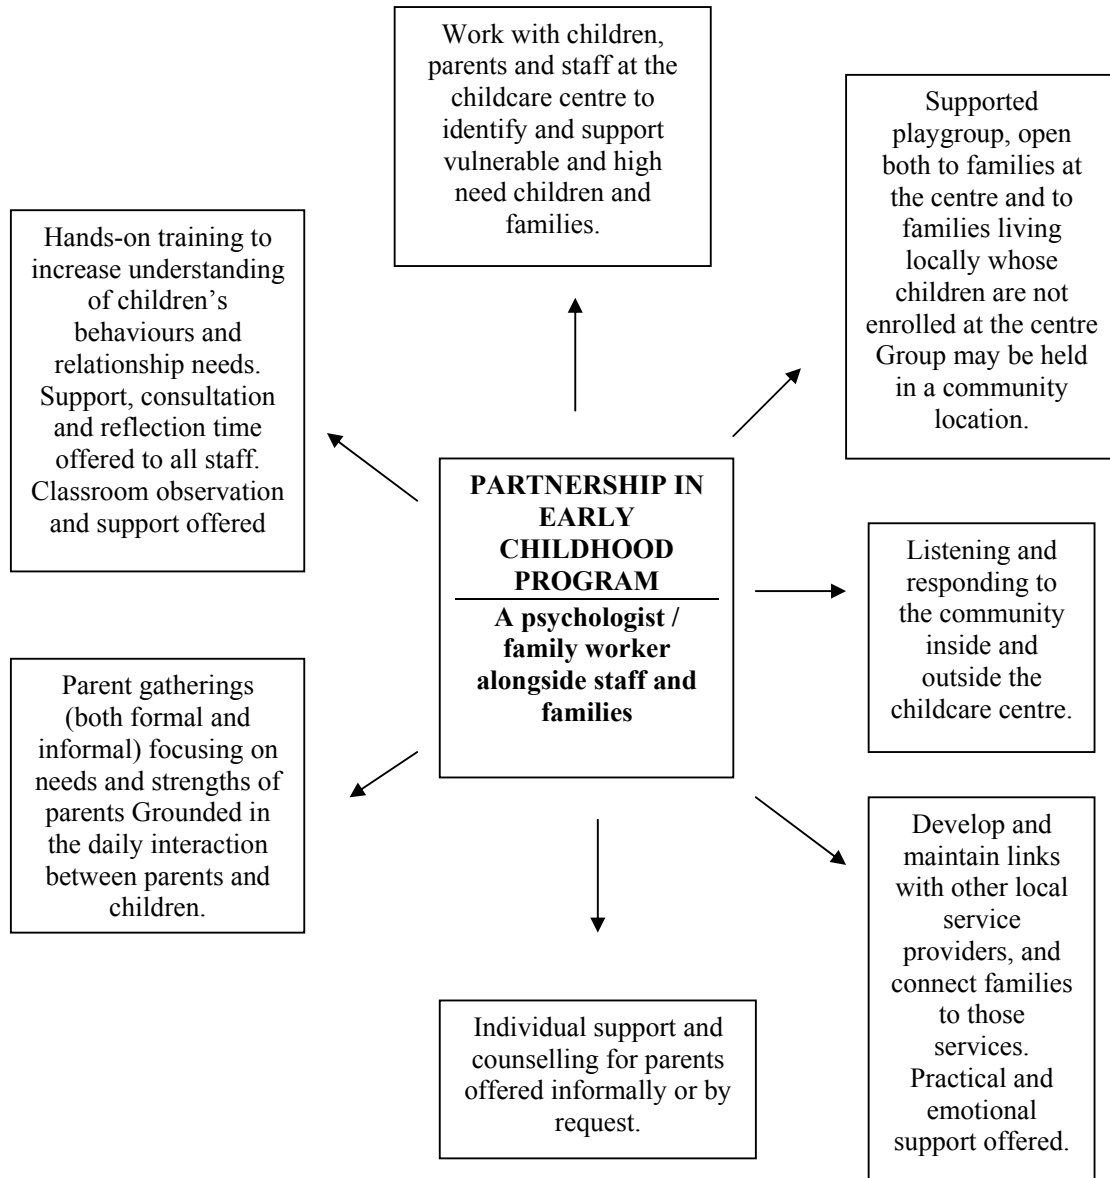 Work with children,
parents and staff at the
childcare centre to
identify and support
vulnerable and high
need children and
families.
Supported
playgroup, open
both to families at
the centre and to
families living
locally whose
children are not
enrolled at the centre
Group may be held
in a community
location.
Hands-on training to
increase understanding
of children’s
behaviours and
relationship needs.
Support, consultation
and reflection time
offered to all staff.
Classroom observation
and support offered
PARTNERSHIP IN
EARLY
CHILDHOOD
PROGRAM
A psychologist /
family worker
alongside staff and
families
Listening and
responding to
the community
inside and
outside the
childcare centre.
Parent gatherings
(both formal and
informal) focusing on
needs and strengths of
parents Grounded in
the daily interaction
between parents and
children.
Develop and
maintain links
with other local
service
providers, and
connect families
to those
services.
Practical and
emotional
support offered.
Individual support and
counselling for parents
offered informally or by
request.